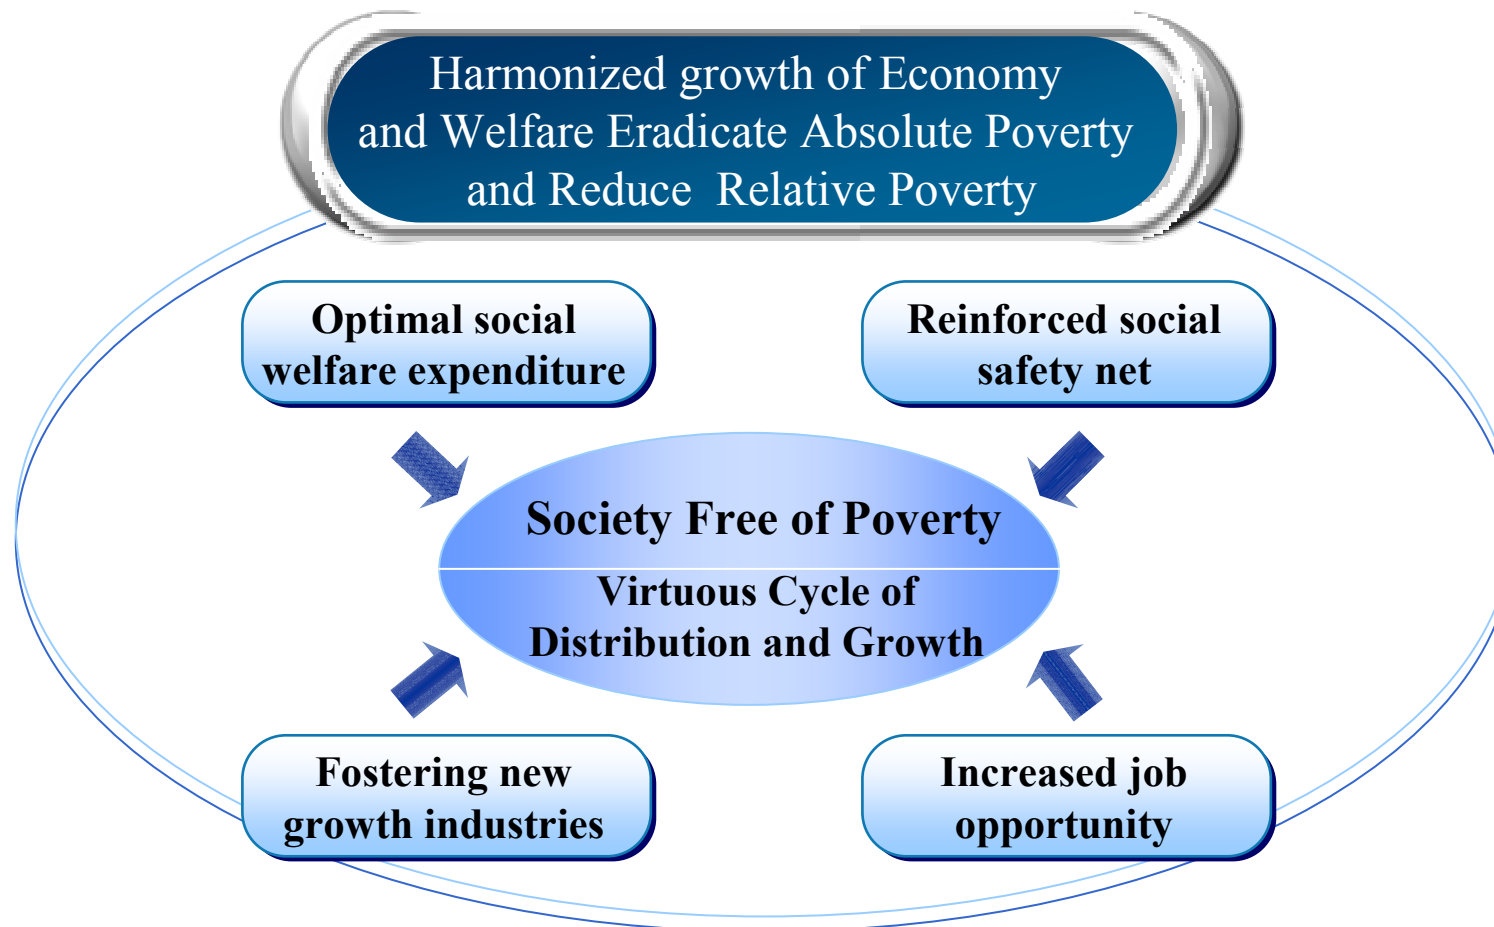 Harmonized growth of Economy
and Welfare Eradicate Absolute Poverty
and Reduce  Relative Poverty
Optimal social
welfare expenditure
Reinforced social
safety net
Society Free of Poverty
Virtuous Cycle of
Distribution and Growth
Fostering new
growth industries
Increased job
opportunity